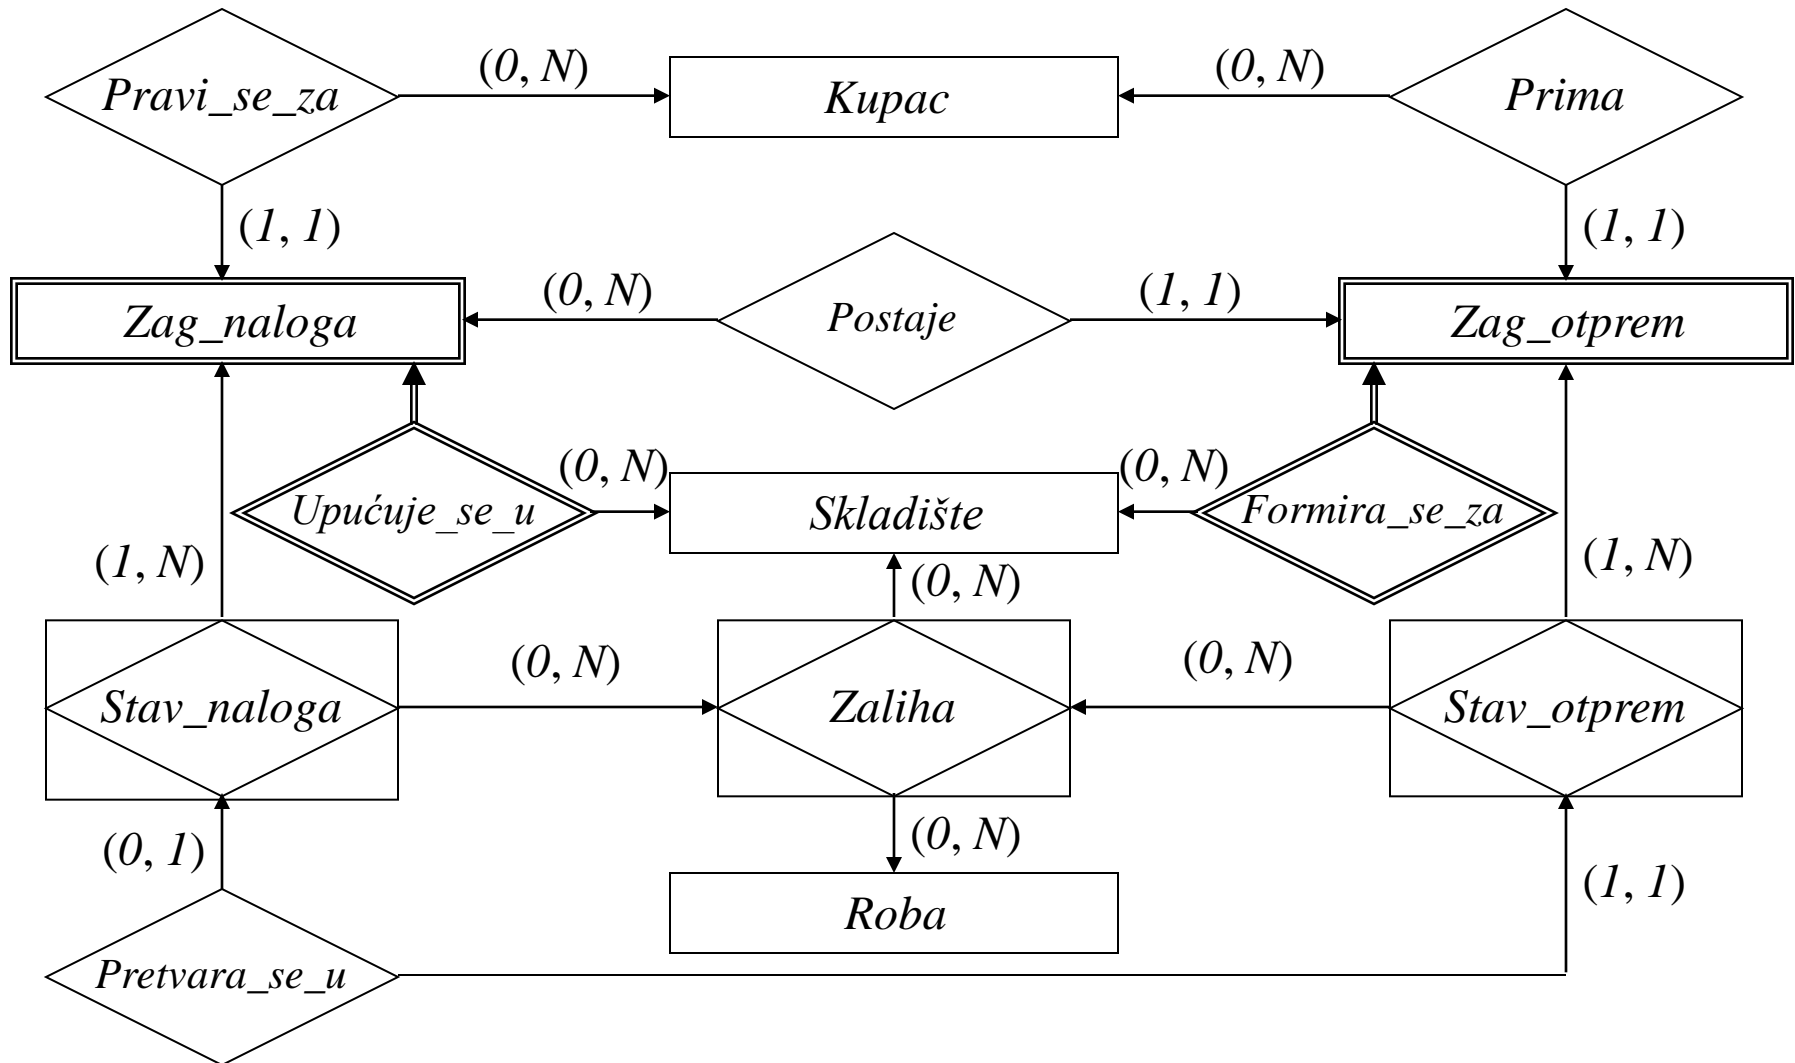 (0, N)
(0, N)
Pravi_se_za
Kupac
Prima
(1, 1)
(1, 1)
(0, N)
(1, 1)
Zag_naloga
Postaje
Zag_otprem
(0, N)
(0, N)
Upućuje_se_u
Skladište
Formira_se_za
(1, N)
(0, N)
(1, N)
(0, N)
(0, N)
Stav_naloga
Zaliha
Stav_otprem
(0, 1)
(0, N)
(1, 1)
Roba
Pretvara_se_u